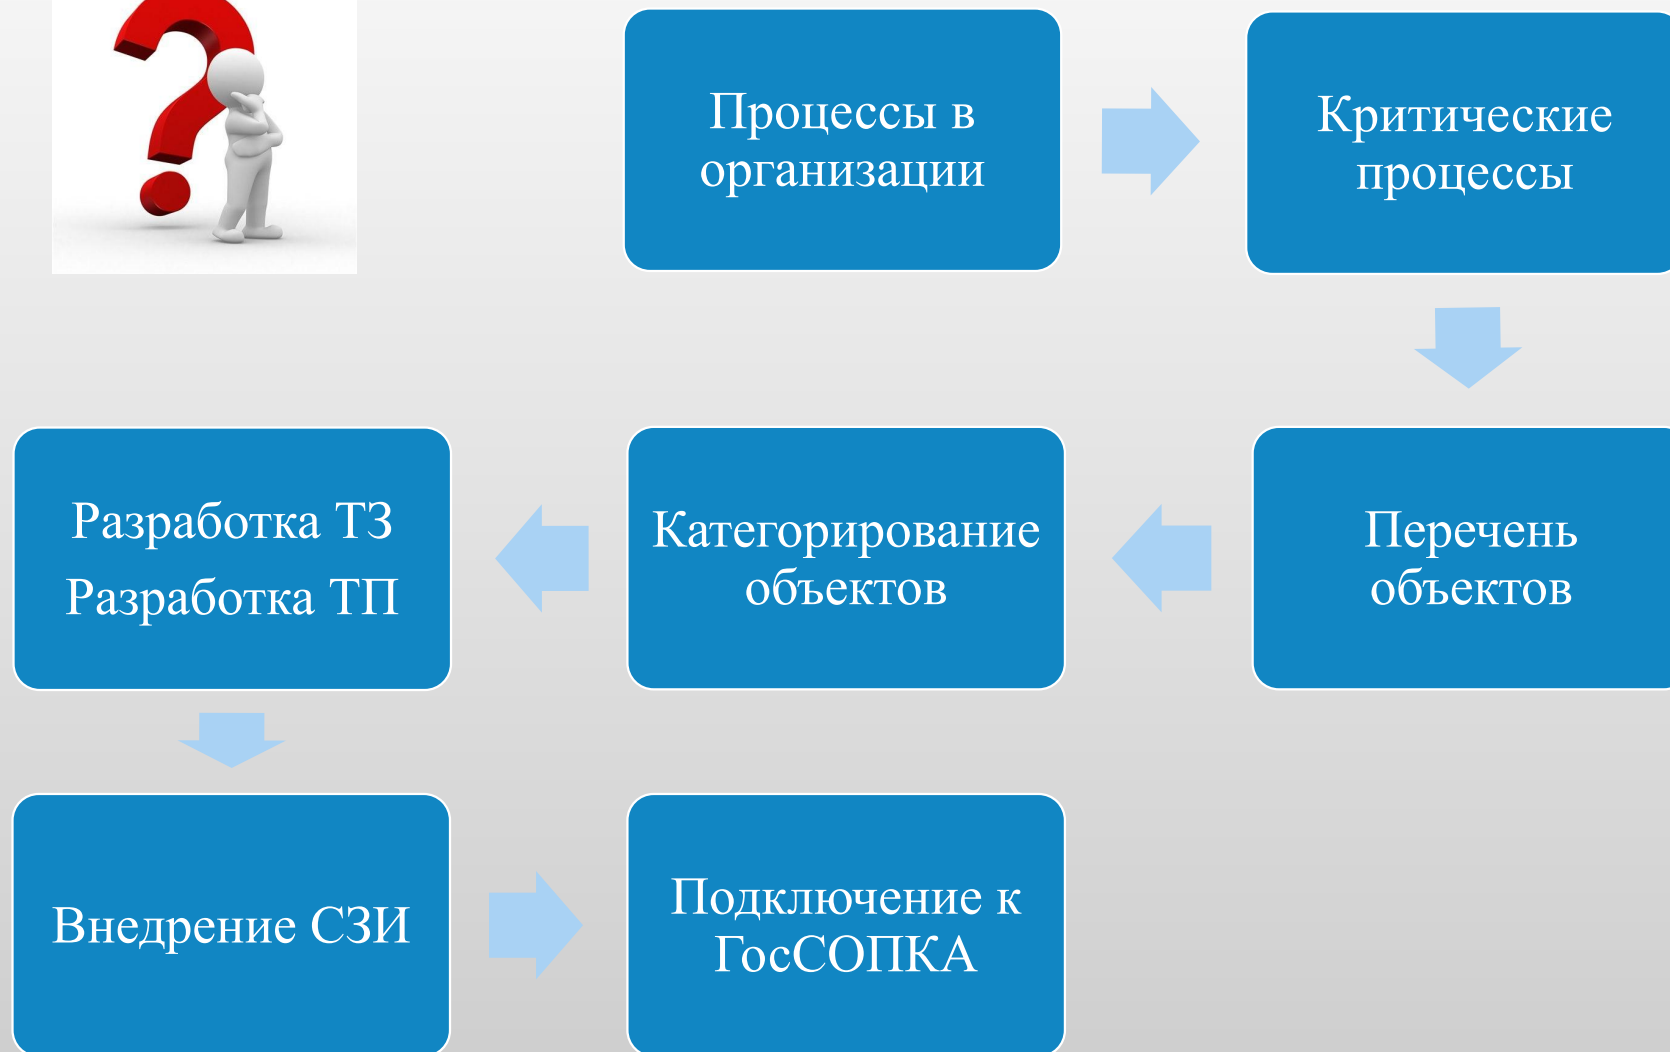 Процессы в
организации
Критические
процессы
Перечень
объектов
Категорирование
объектов
Разработка ТЗ
Разработка ТП
Внедрение СЗИ
Подключение к
ГосСОПКА